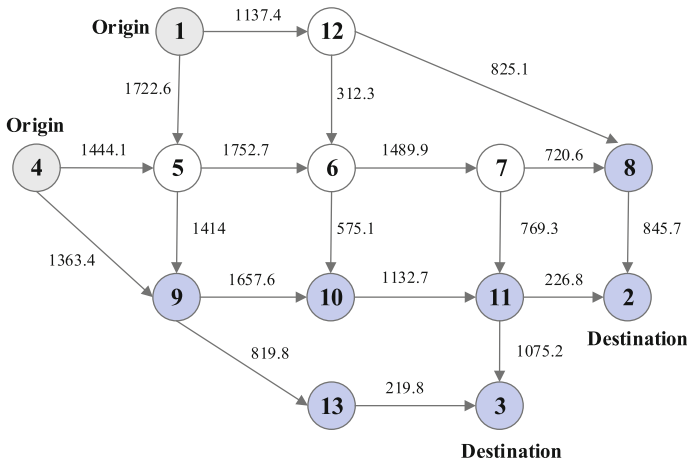 1137.4
Origin 1 12
825.1
1722.6 312.3
Origin
1444.1 1752.7 1489.9 720.6
4 5 6 7 8
1414 575.1 769.3 845.7
1363.4
1657.6 1132.7 226.8
9 10 11 2
Destination
819.8 1075.2
219.8
13 3
Destination